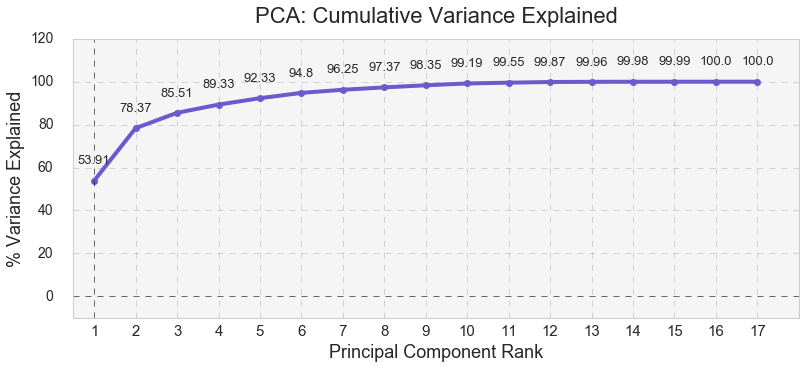 PCA: Cumulative Variance Explained
% Variance Explained
120
100
80
60
40
20
0
53.91 78.37 85.51 89.33 92.33 94.8 96.25 97.37 98.35 99.19 99.55 99.87 99.96 99.98 99.99 100.0 100.0
1 2 3 4 5 6 7 8 9 10 11 12 13 14 15 16 17
Principal Component Rank